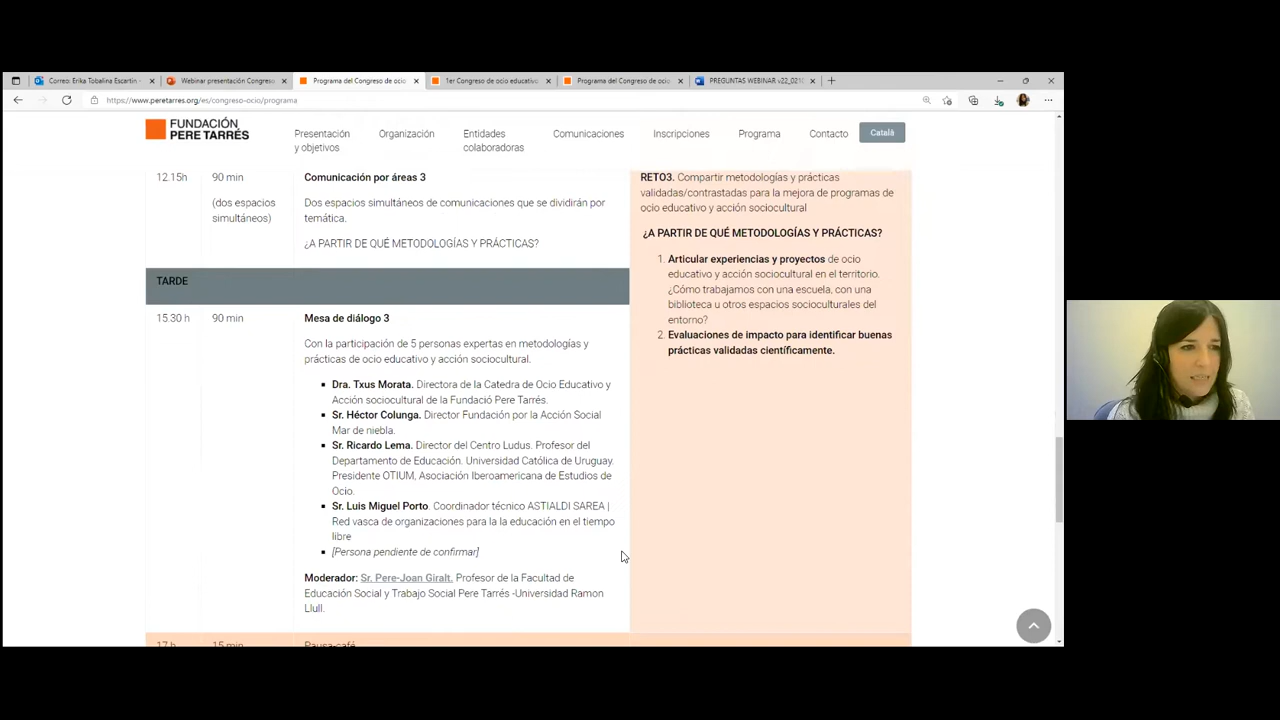 Correo: Erika Tobalina Escartin
Webinar presentación Congreso
Programa del Congreso de ocio
1er Congreso de ocio educativo
Programa del Congreso de ocio
PREGUNTAS WEBINAR v22_021
https://www.peretarres.org/es/congreso-ocio/programa
FUNDACIÓN
PERE TARRÉS
Presentación
y objetivos
Organización
Entidades
colaboradoras
Comunicaciones
Inscripciones
Programa
Contacto
Català
12.15h
90 min
(dos espacios
simultáneos)
Comunicación por áreas 3
Dos espacios simultáneos de comunicaciones que se dividirán por
temática.
¿A PARTIR DE QUÉ METODOLOGÍAS Y PRÁCTICAS?
RETO3. Compartir metodologías y prácticas
validadas/contrastadas para la mejora de programas de
ocio educativo y acción sociocultural
¿A PARTIR DE QUÉ METODOLOGÍAS Y PRÁCTICAS?
1. Articular experiencias y proyectos de ocio
educativo y acción sociocultural en el territorio.
¿Cómo trabajamos con una escuela, con una
biblioteca u otros espacios socioculturales del
entorno?
2. Evaluaciones de impacto para identificar buenas
prácticas validadas científicamente.
TARDE
15.30 h
90 min
Mesa de diálogo 3
Con la participación de 5 personas expertas en metodologías y
prácticas de ocio educativo y acción sociocultural.
Dra. Txus Morata. Directora de la Catedra de Ocio Educativo y
Acción sociocultural de la Fundació Pere Tarrés.
Sr. Héctor Colunga. Director Fundación por la Acción Social
Mar de niebla.
Sr. Ricardo Lema. Director del Centro Ludus. Profesor del
Departamento de Educación. Universidad Católica de Uruguay.
Presidente OTIUM, Asociación Iberoamericana de Estudios de
Ocio.
Sr. Luis Miguel Porto. Coordinador técnico ASTIALDI SAREA |
Red vasca de organizaciones para la la educación en el tiempo
libre
[Persona pendiente de confirmar]
Moderador: Sr. Pere-Joan Giralt. Profesor de la Facultad de
Educación Social y Trabajo Social Pere Tarrés -Universidad Ramon
Llull.
17 h
15 min
Pausa-café